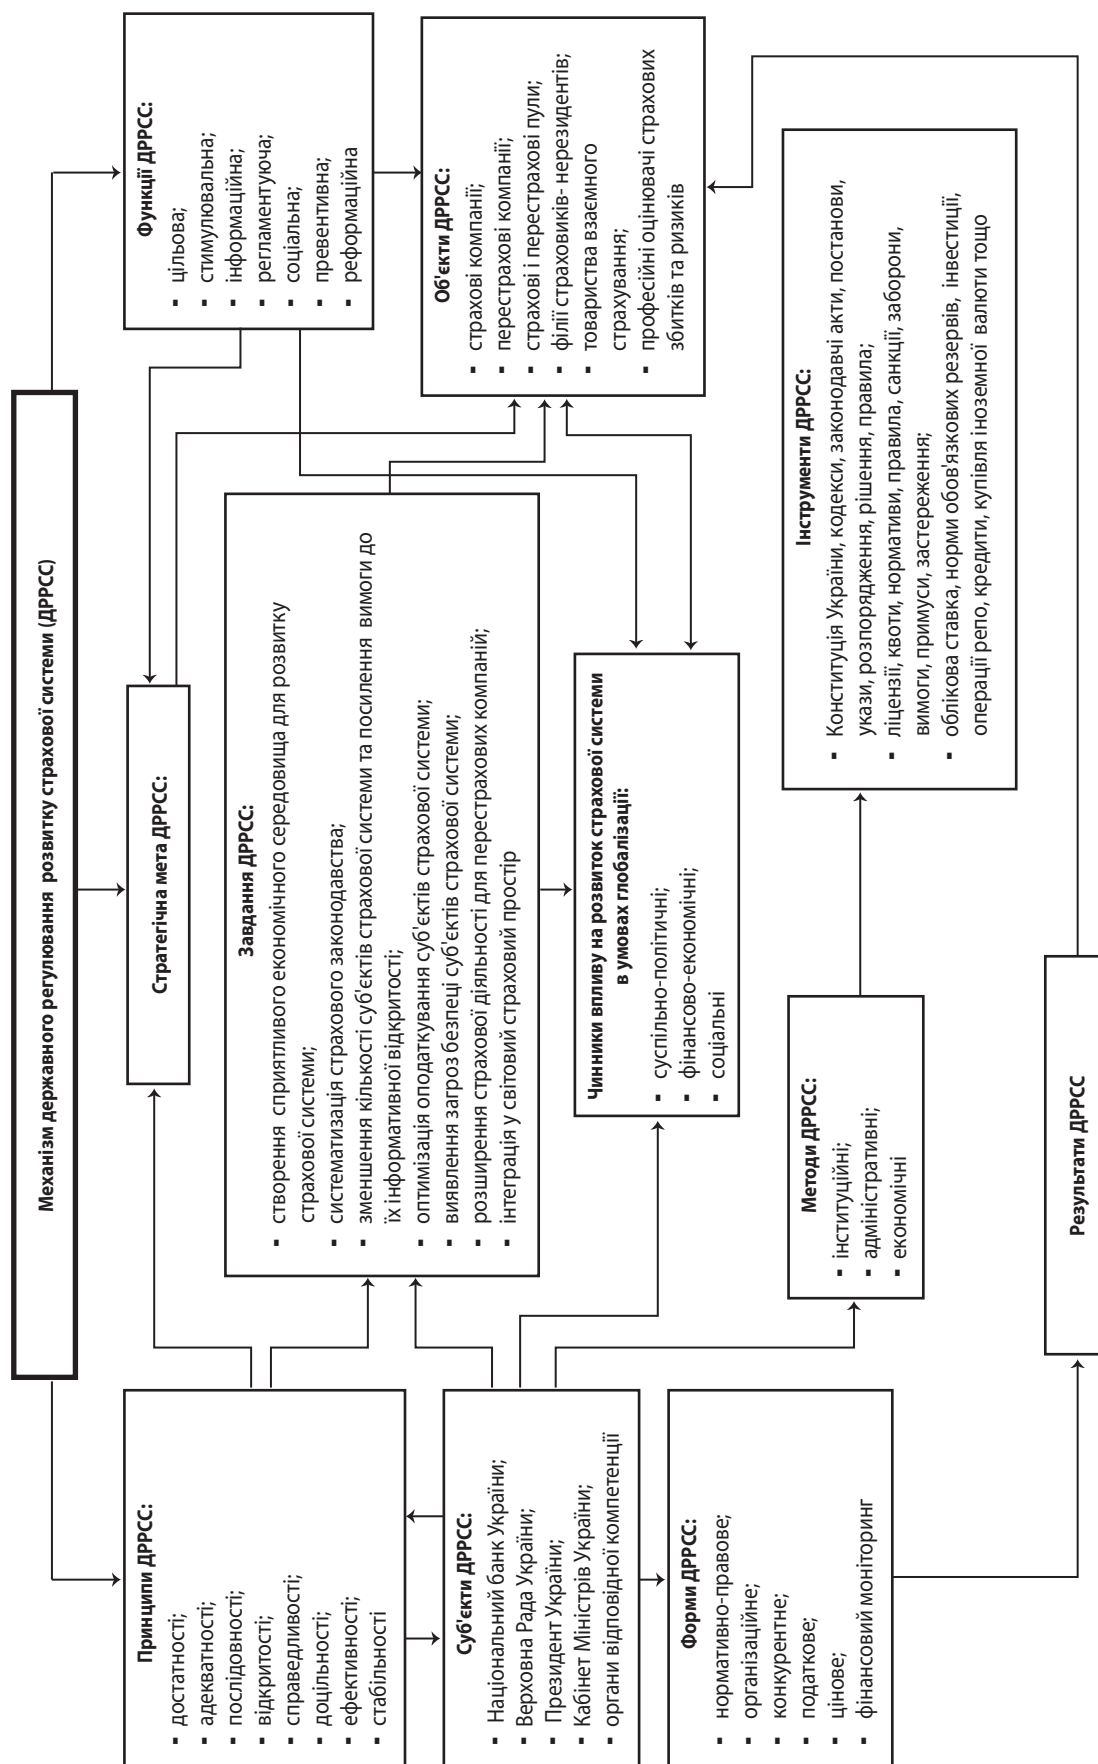 Механізм державного регулювання розвитку страхової системи (ДРРСС)
Принципи ДРРСС:
▪ достатності;
▪ адекватності;
▪ послідовності;
▪ відкритості;
▪ справедливості;
▪ доцільності;
▪ ефективності;
▪ стабільності
Стратегічна мета ДРРСС:
Функції ДРРСС:
▪ цільова;
▪ стимулювальна;
▪ інформаційна;
▪ регламентуюча;
▪ соціальна;
▪ превентивна;
▪ реформаційна
Завдання ДРРСС:
▪ створення сприятливого економічного середовища для розвитку
страхової системи;
▪ систематизація страхового законодавства;
▪ зменшення кількості суб'єктів страхової системи та посилення вимоги до
їх інформативної відкритості;
▪ оптимізація оподаткування суб'єктів страхової системи;
▪ виявлення загроз безпеці суб'єктів страхової системи;
▪ розширення страхової діяльності для перестрахових компаній;
▪ інтеграція у світовий страховий простір
Суб'єкти ДРРСС:
▪ Національний банк України;
▪ Верховна Рада України;
▪ Президент України;
▪ Кабінет Міністрів України;
▪ органи відповідної компетенції
Об'єкти ДРРСС:
▪ страхові компанії;
▪ перестрахові компанії;
▪ страхові і перестрахові пули;
▪ філії страховиків- нерезидентів;
▪ товариства взаємного
страхування;
▪ професійні оцінювачі страхових
збитків та ризиків
Чинники впливу на розвиток страхової системи
в умовах глобалізації:
▪ суспільно-політичні;
▪ фінансово-економічні;
▪ соціальні
Форми ДРРСС:
▪ нормативно-правове;
▪ організаційне;
▪ конкурентне;
▪ податкове;
▪ цінове;
▪ фінансовий моніторинг
Методи ДРРСС:
▪ інституційні;
▪ адміністративні;
▪ економічні
Інструменти ДРРСС:
▪ Конституція України, кодекси, законодавчі акти, постанови,
укази, розпорядження, рішення, правила;
▪ ліцензії, квоти, нормативи, правила, санкції, заборони,
вимоги, примуси, застереження;
▪ облікова ставка, норми обов'язкових резервів, інвестиції,
операції репо, кредити, купівля іноземної валюти тощо
Результати ДРРСС